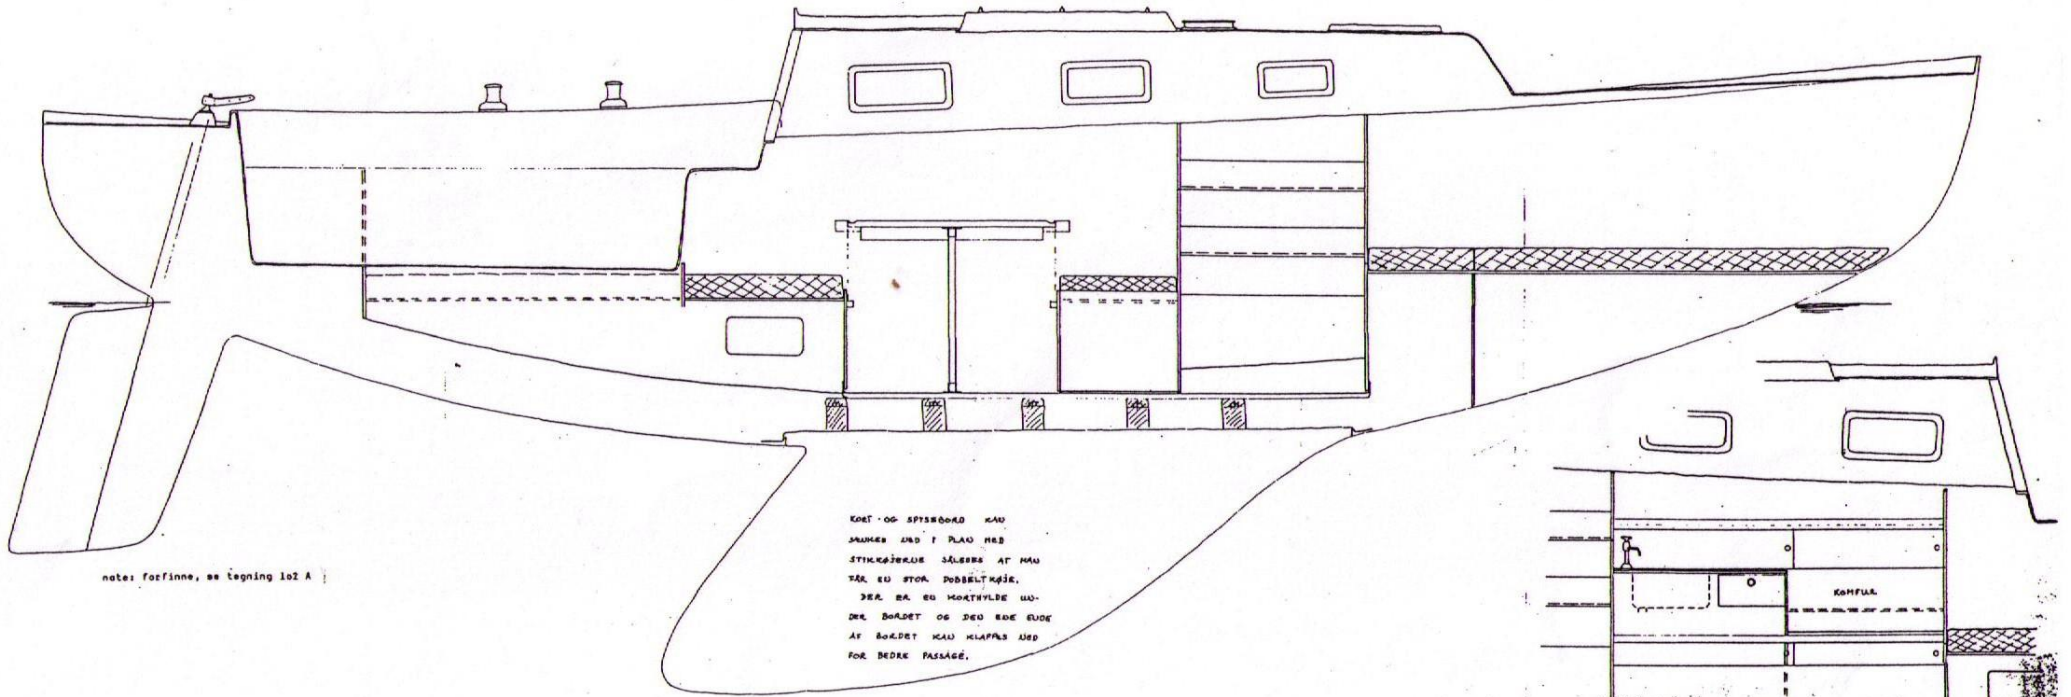 note: forfinne, se tegning 1o2 A
KORT- OG SPISEBORD KAN
SÆNKES NED I PLAN MED
STIKKØJERNE SÅLEDES AT MAN
FÅR EN STOR DOBBELTKØJE.
DER ER EN KORTHYLDE UN-
DER BORDET OG DEN ENE ENDE
AF BORDET KAN KLAPPES NED
FOR BEDRE PASSAGE.
KOMFUR